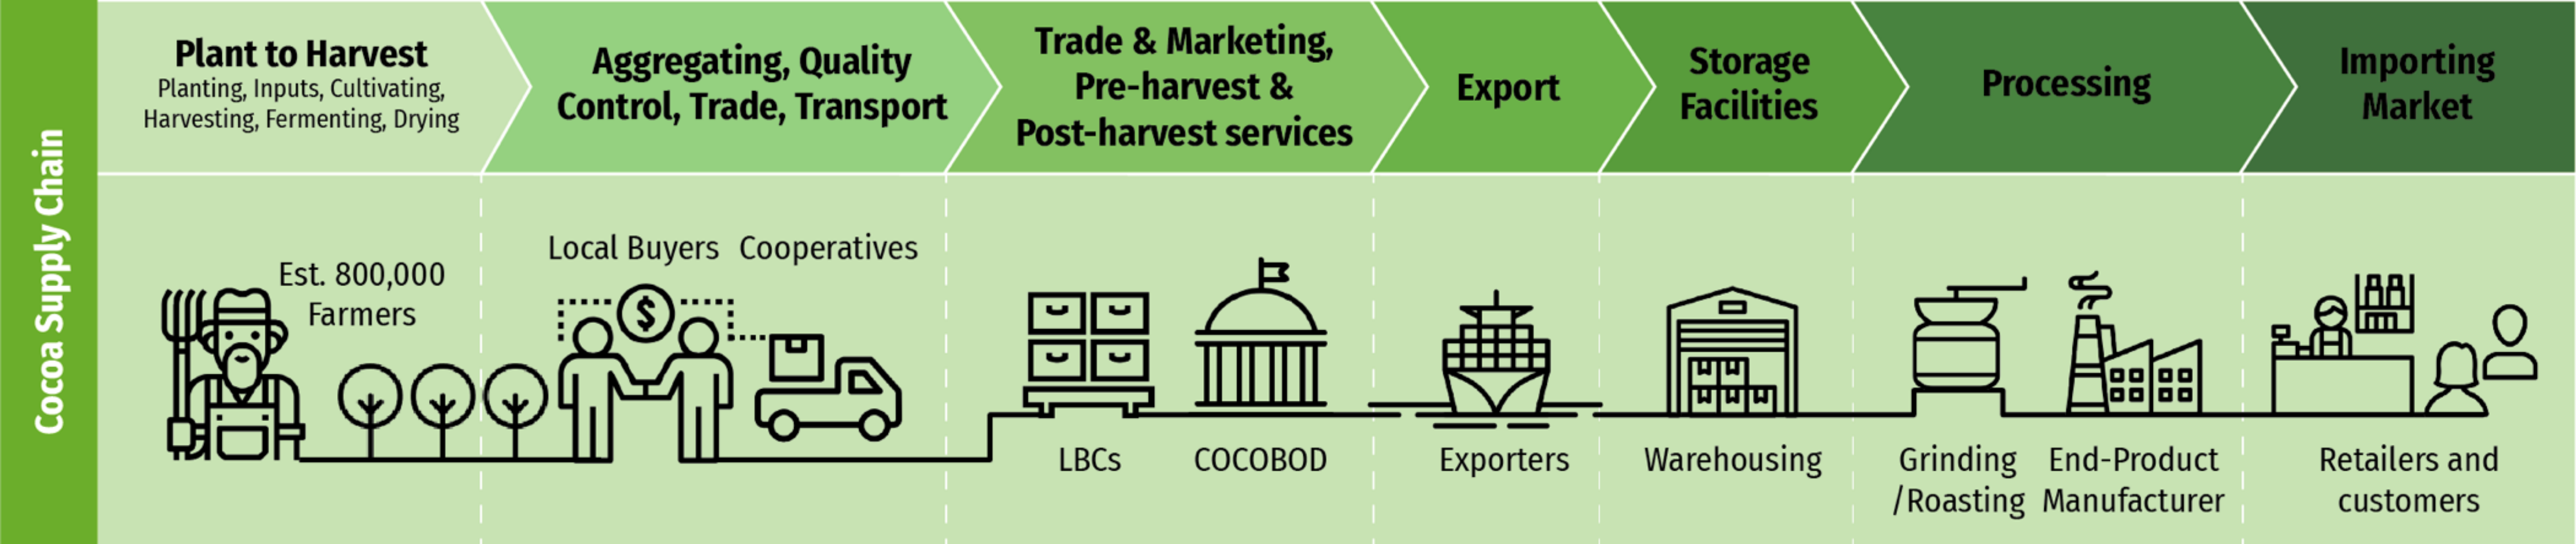 Cocoa Supply Chain
Plant to Harvest
Planting, Inputs, Cultivating,
Harvesting, Fermenting, Drying
Aggregating, Quality
Control, Trade, Transport
Trade & Marketing,
Pre-harvest &
Post-harvest services
Export
Storage
Facilities
Processing
Importing
Market
Est. 800,000
Farmers
Local Buyers
Cooperatives
$
LBCs
COCOBOD
Exporters
Warehousing
Grinding
/Roasting
End-Product
Manufacturer
Retailers and
customers